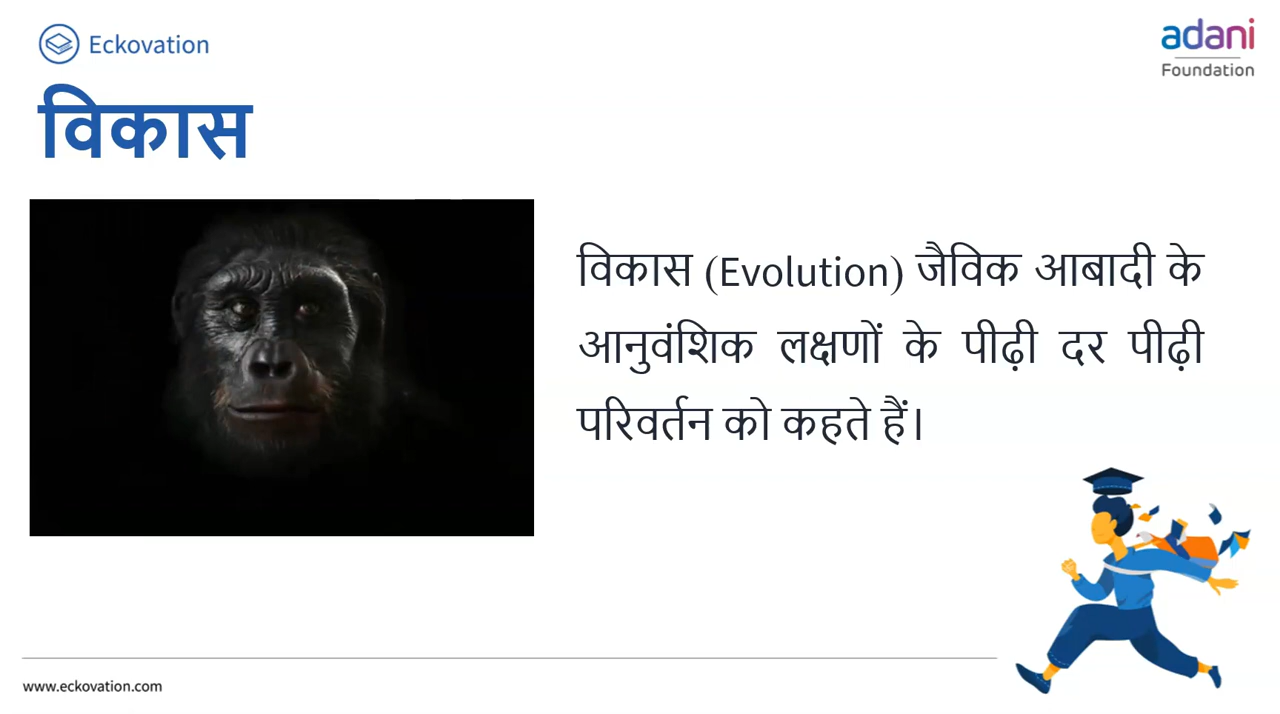 Eckovation
adani
Foundation
विकास
विकास (Evolution) जैविक आबादी के
आनुवंशिक लक्षणों के पीढ़ी दर पीढ़ी
परिवर्तन को कहते हैं।
www.eckovation.com